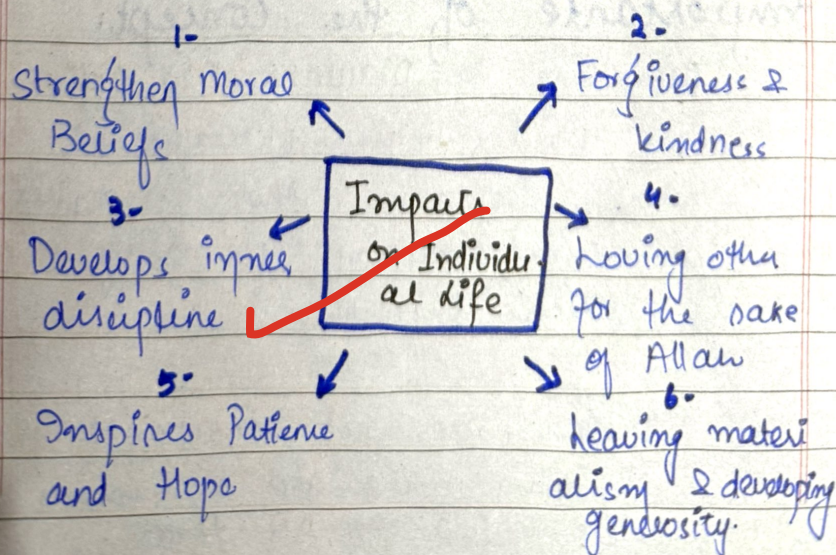 1-
Strengthen Moral
Beliefs
2-
Forgiveness &
kindness
Impacts
on Individu
al Life
3-
Develops inner
discipline
4-
Loving other
for the sake
of Allah
5-
Inspires Patience
and Hope
6-
Leaving materi
alism & developing
generosity.